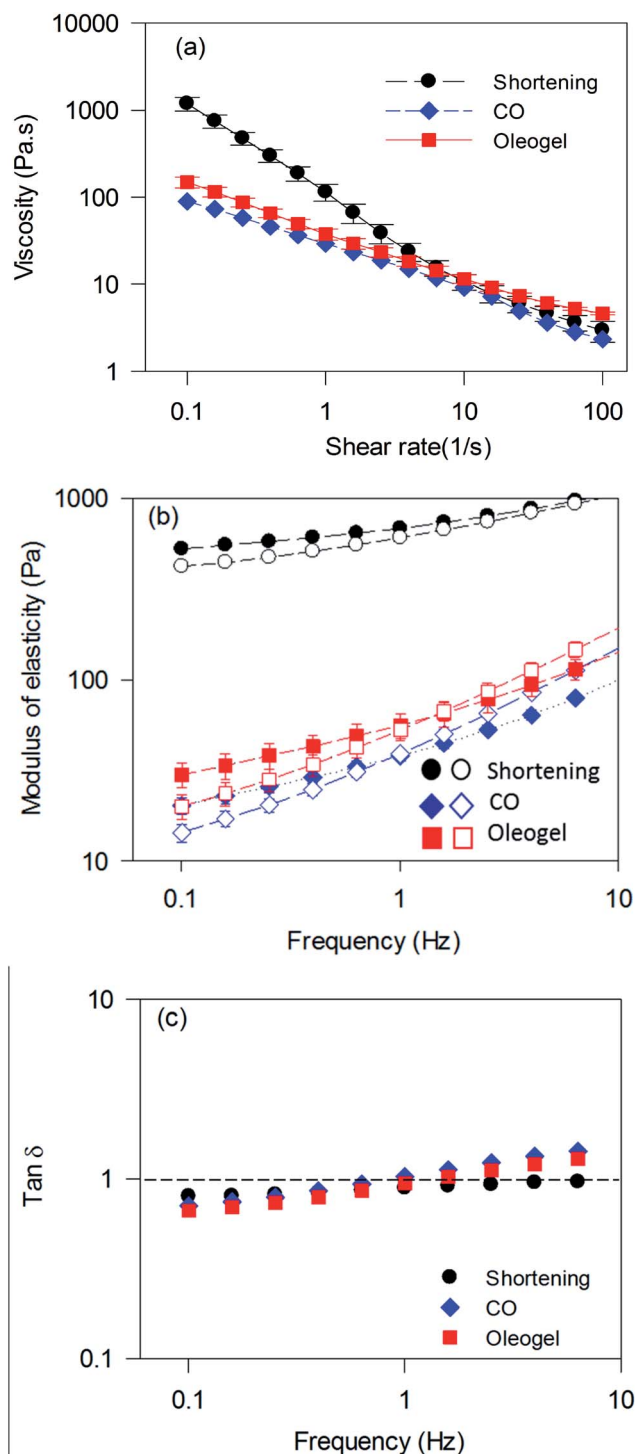 (a)
10000
1000
100
10
1
Viscosity (Pa.s)
Shortening
CO
Oleogel
0.1 1 10 100
Shear rate(1/s)
(b)
1000
100
10
Modulus of elasticity (Pa)
Shortening
CO
Oleogel
0.1 1 10
Frequency (Hz)
(c)
10
1
0.1
Tan δ
Shortening
CO
Oleogel
0.1 1 10
Frequency (Hz)